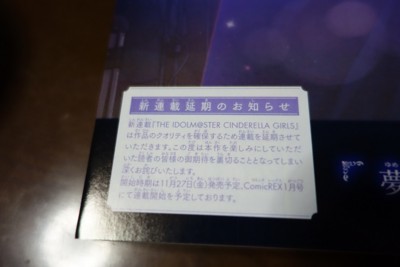 新連載延期のお知らせ
新連載『THE IDOLM@STER CINDERELLA GIRLS』
は作品のクオリティを確保するため連載を延期させて
いただきます。この度は本作を楽しみにしていただ
いた読者の皆様の御期待を裏切ることとなってしまい
深くお詫びいたします。
開始時期は11月27日(金)発売予定、ComicREX1月号
にて連載開始を予定しております。
夢